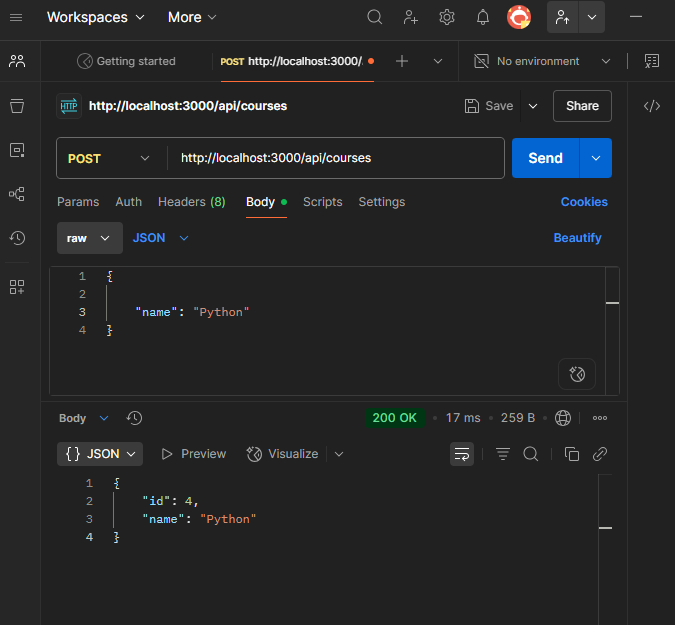 Workspaces More
Getting started POST http://localhost:3000/. No environment
HTTP http://localhost:3000/api/courses Save Share
POST http://localhost:3000/api/courses Send
Params Auth Headers (8) Body Scripts Settings Cookies
raw JSON Beautify
1 {
2
3 "name": "Python"
4 }
Body 200 OK 17 ms 259 B
{} JSON Preview Visualize
1 {
2 "id": 4,
3 "name": "Python"
4 }